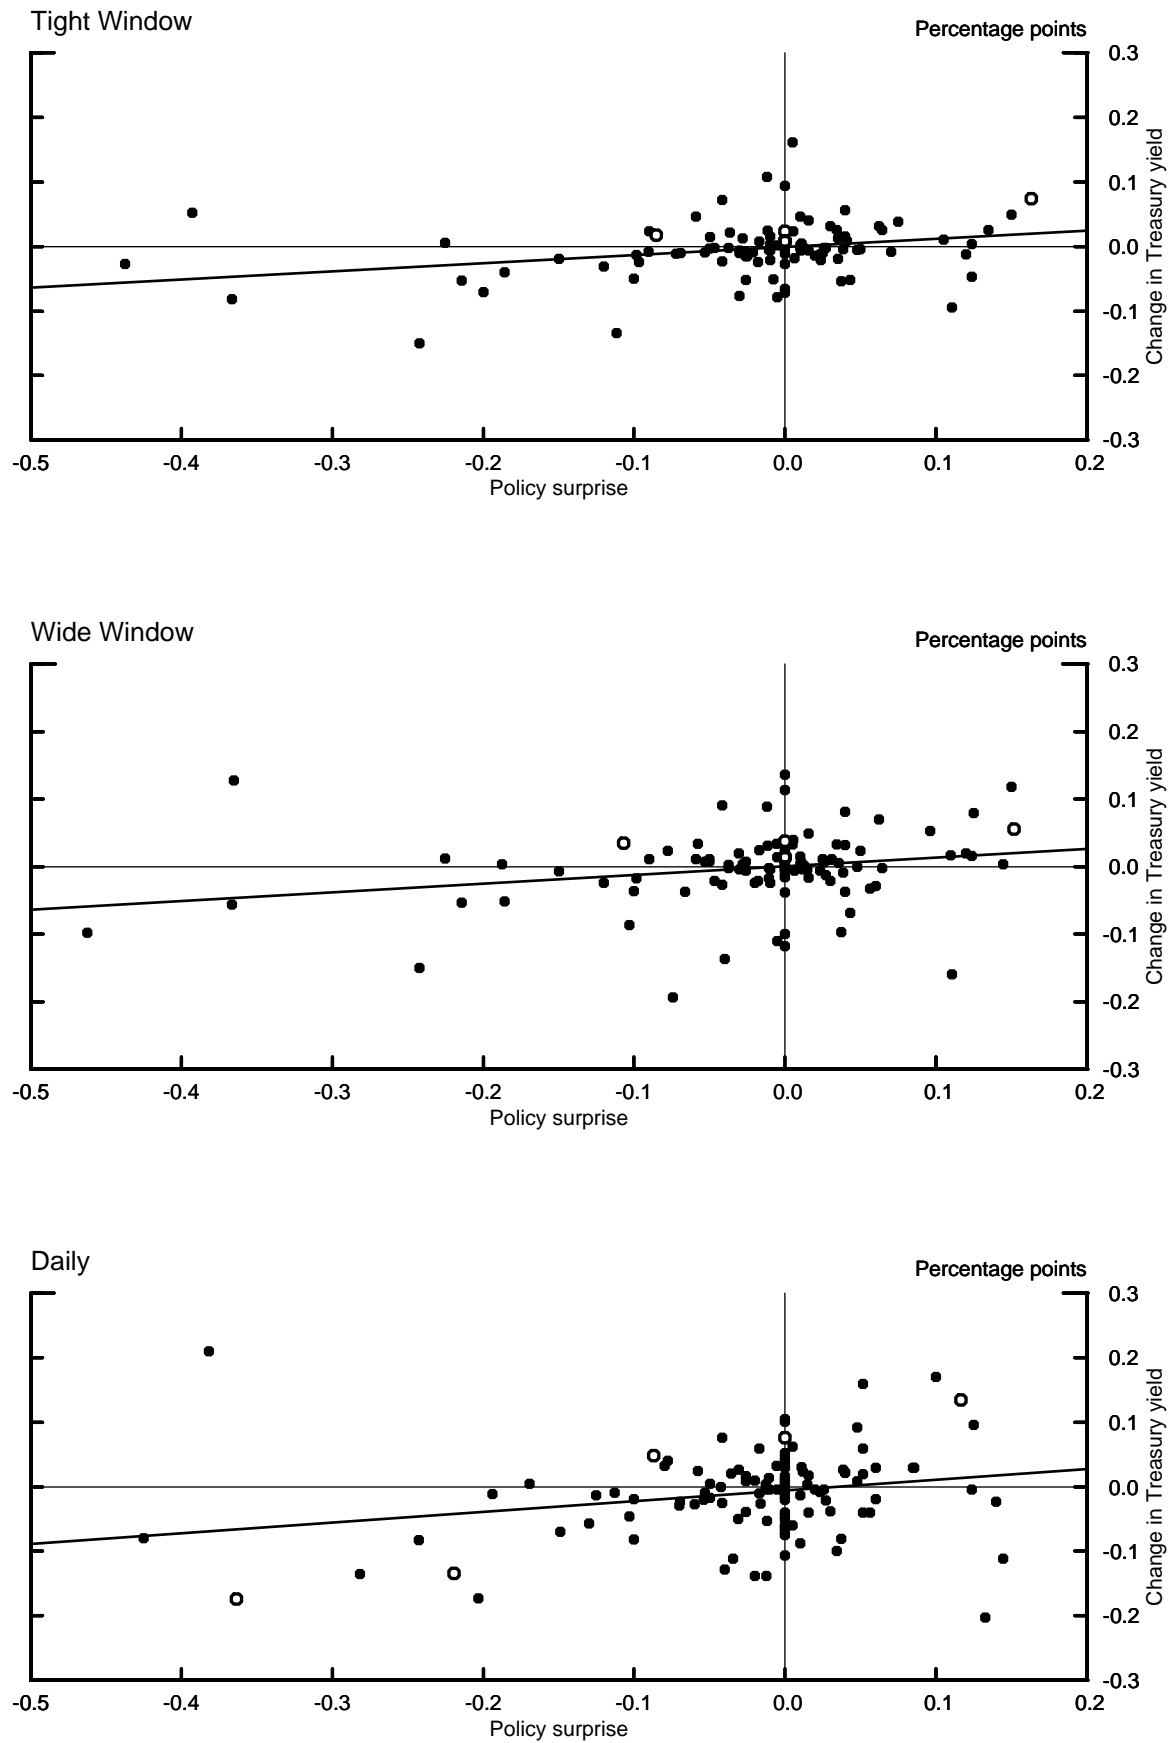 Tight Window
Percentage points
0.3
0.2
0.1
0.0
-0.1
-0.2
-0.3
Change in Treasury yield
-0.5 -0.4 -0.3 -0.2 -0.1 0.0 0.1 0.2
Policy surprise
Wide Window
Percentage points
0.3
0.2
0.1
0.0
-0.1
-0.2
-0.3
Change in Treasury yield
-0.5 -0.4 -0.3 -0.2 -0.1 0.0 0.1 0.2
Policy surprise
Daily
Percentage points
0.3
0.2
0.1
0.0
-0.1
-0.2
-0.3
Change in Treasury yield
-0.5 -0.4 -0.3 -0.2 -0.1 0.0 0.1 0.2
Policy surprise